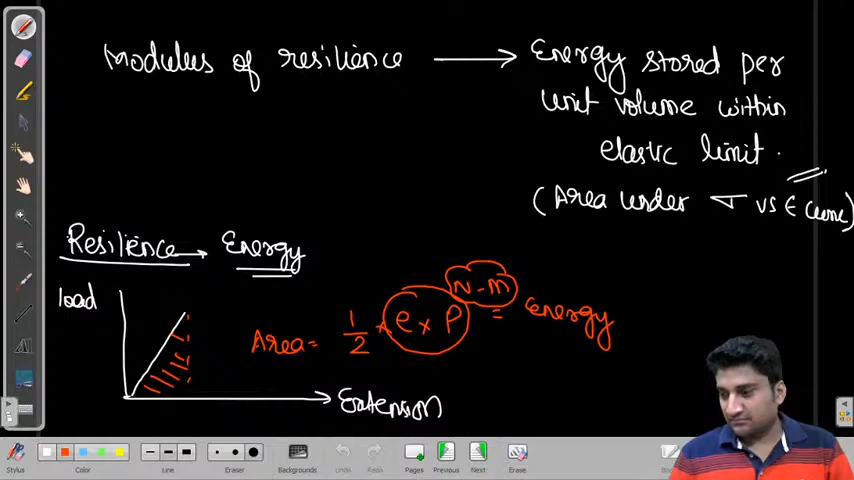 Modulus of resilience → Energy stored per
unit volume within
elastic limit.
(Area under σ vs ε curve)
Resilience → Energy
load
N-m
Area = 1/2 × e × P = Energy
Extension
Stylus
Color
Line
Eraser
Backgrounds
Undo
Redo
Pages
Previous
Next
Erase